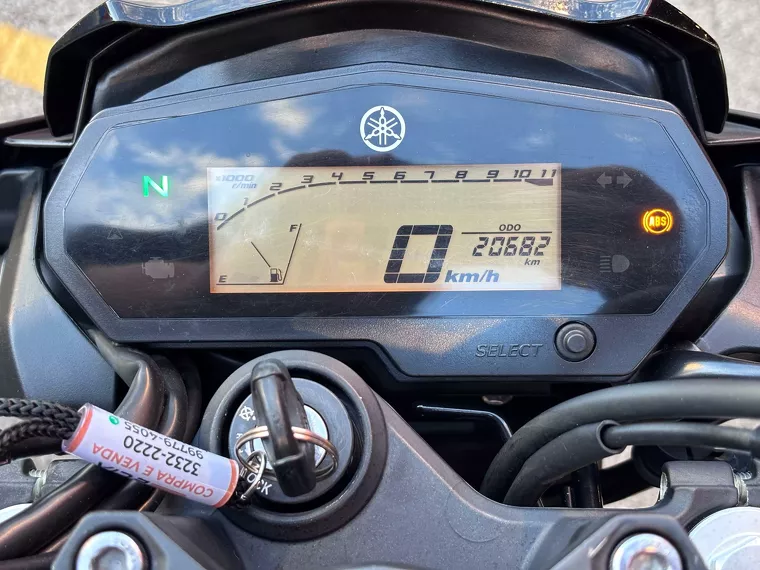 N
x1000
r/min
0 1 2 3 4 5 6 7 8 9 10 11
E F
0 km/h
ODO
20682
km
ABS
SELECT
COMPRA E VENDA
3232-2220
99779-4055